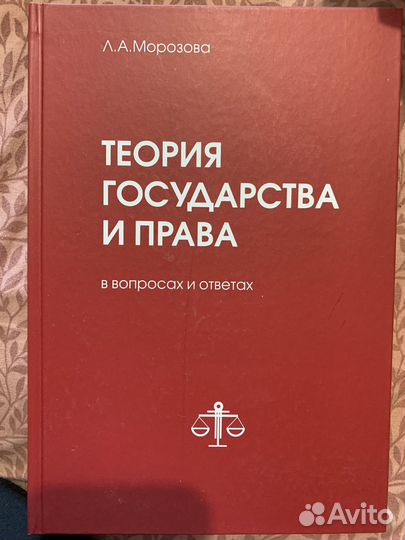 Л.А.Морозова
ТЕОРИЯ
ГОСУДАРСТВА
И ПРАВА
в вопросах и ответах
Avito